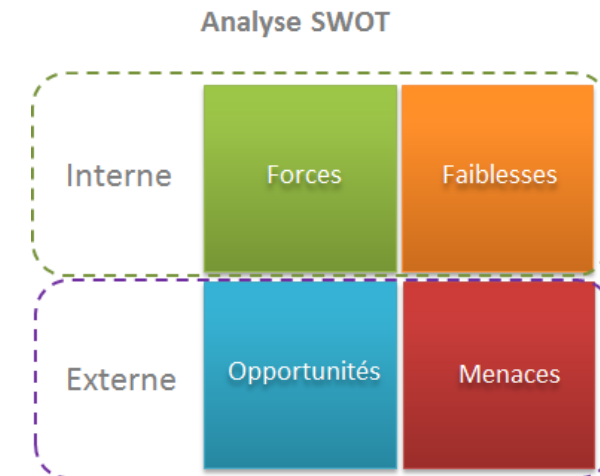 Analyse SWOT
Interne
Forces
Faiblesses
Externe
Opportunités
Menaces